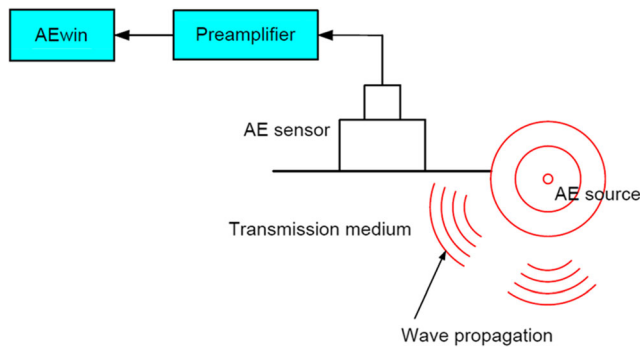 AEwin
Preamplifier
AE sensor
AE source
Transmission medium
Wave propagation